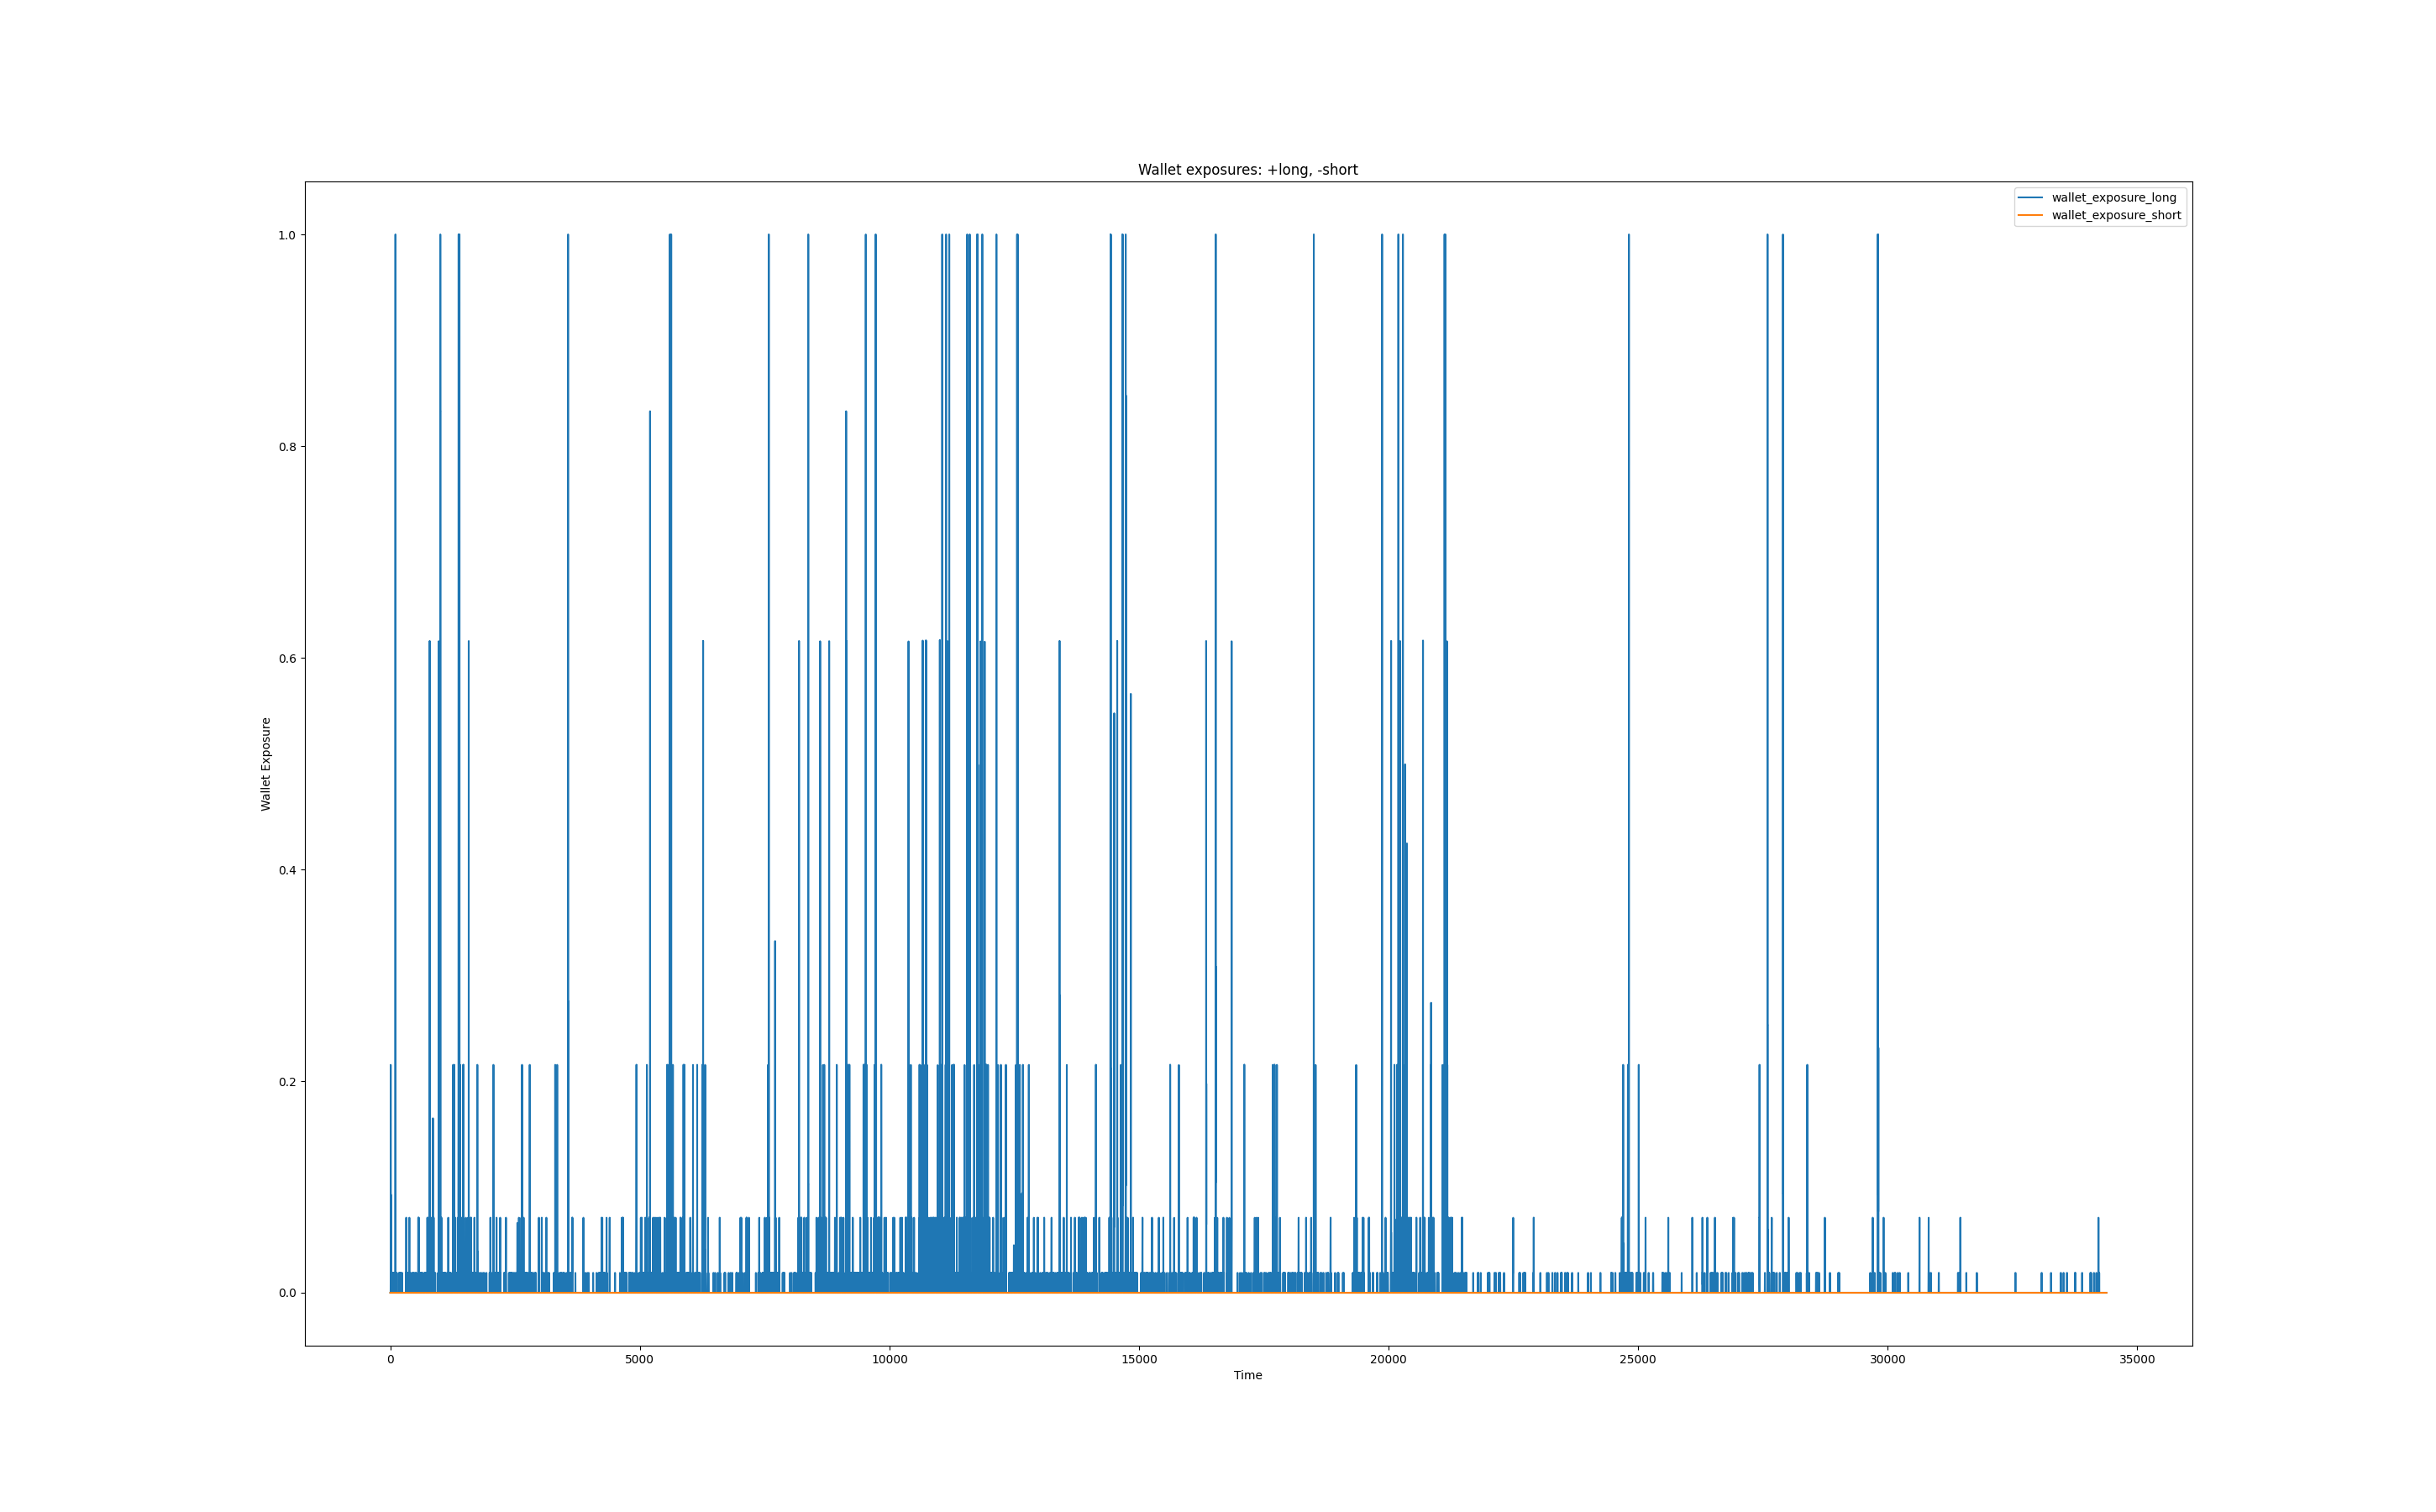 Wallet exposures: +long, -short
wallet_exposure_long
wallet_exposure_short
1.0
0.8
0.6
0.4
0.2
0.0
Wallet Exposure
0 5000 10000 15000 20000 25000 30000 35000
Time